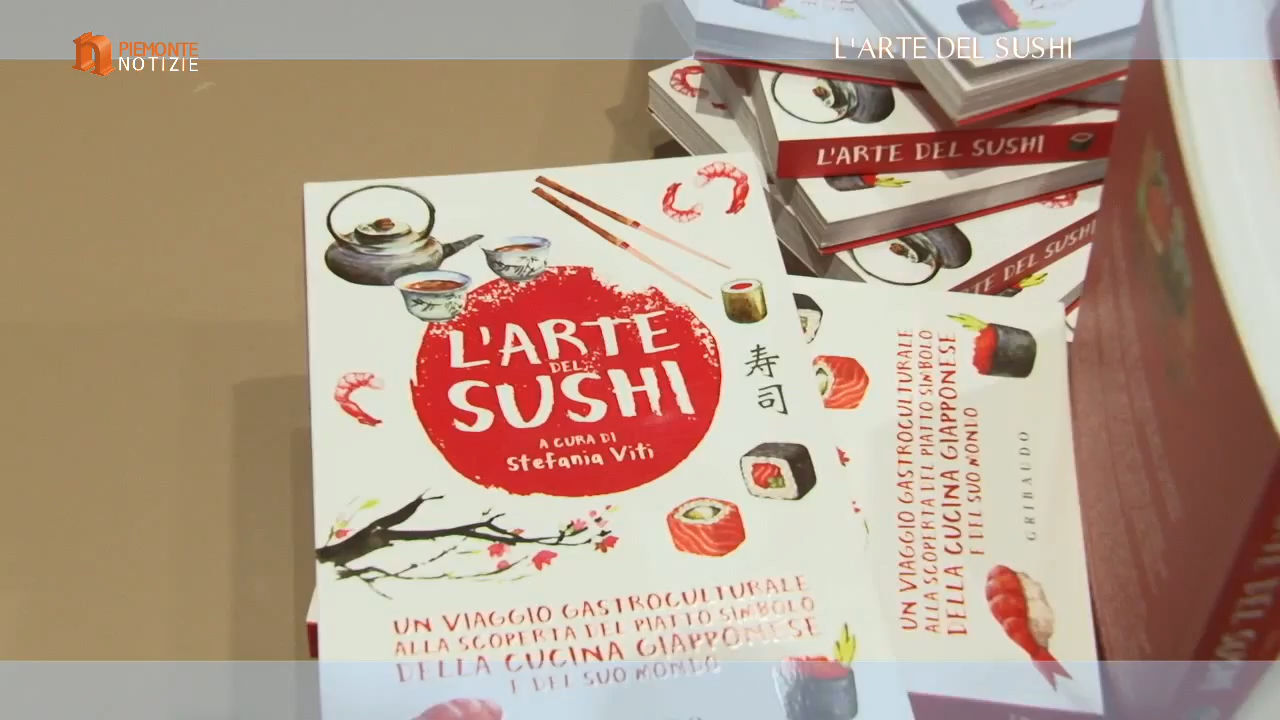 PIEMONTE
NOTIZIE
L'ARTE DEL SUSHI
L'ARTE DEL SUSHI
DEL SUSHI
L'ARTE
DEL
SUSHI
A CURA DI
Stefania Viti
寿司
UN VIAGGIO GASTROCULTURALE
ALLA SCOPERTA DEL PIATTO SIMBOLO
DELLA CUCINA GIAPPONESE
E DEL SUO MONDO
UN VIAGGIO GASTROCULTURALE
ALLA SCOPERTA DEL PIATTO SIMBOLO
DELLA CUCINA GIAPPONESE
E DEL SUO MONDO
GRIBAUDO